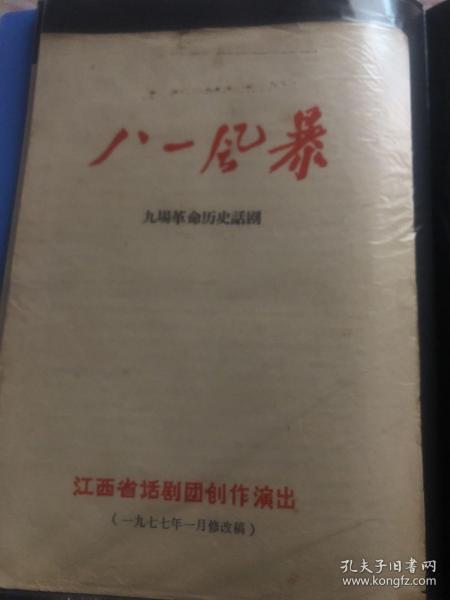 八一风暴
九場革命历史話剧
江西省话剧团创作演出
(一九七七年一月修改稿)
孔夫子旧书网
www.kongfz.com